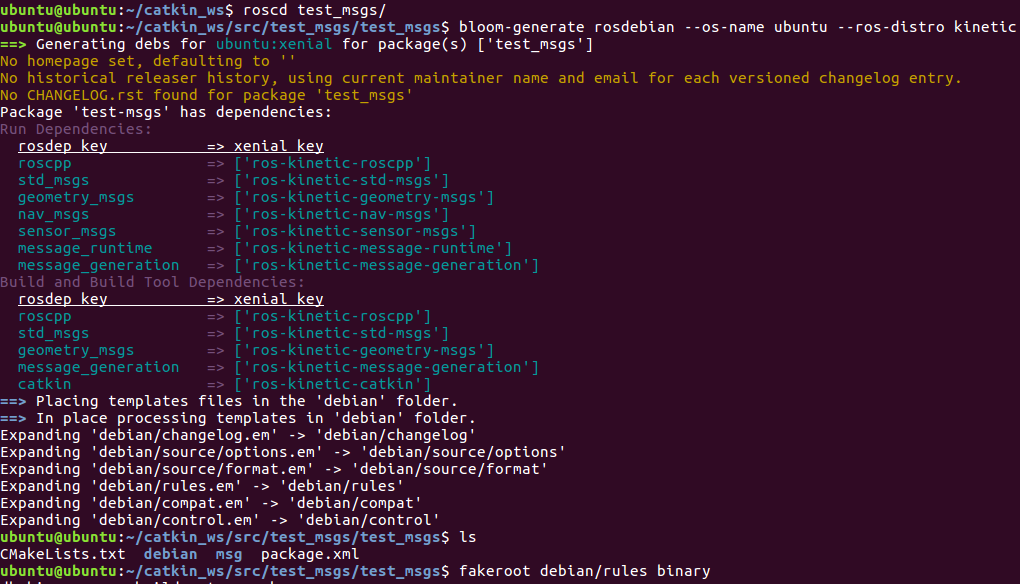 ubuntu@ubuntu:~/catkin_ws$ roscd test_msgs/
ubuntu@ubuntu:~/catkin_ws/src/test_msgs/test_msgs$ bloom-generate rosdebian --os-name ubuntu --ros-distro kinetic
==> Generating debs for ubuntu:xenial for package(s) ['test_msgs']
No homepage set, defaulting to ''
No historical releaser history, using current maintainer name and email for each versioned changelog entry.
No CHANGELOG.rst found for package 'test_msgs'
Package 'test-msgs' has dependencies:
Run Dependencies:
  rosdep key           => xenial key
  roscpp               => ['ros-kinetic-roscpp']
  std_msgs             => ['ros-kinetic-std-msgs']
  geometry_msgs        => ['ros-kinetic-geometry-msgs']
  nav_msgs             => ['ros-kinetic-nav-msgs']
  sensor_msgs          => ['ros-kinetic-sensor-msgs']
  message_runtime      => ['ros-kinetic-message-runtime']
  message_generation   => ['ros-kinetic-message-generation']
Build and Build Tool Dependencies:
  rosdep key           => xenial key
  roscpp               => ['ros-kinetic-roscpp']
  std_msgs             => ['ros-kinetic-std-msgs']
  geometry_msgs        => ['ros-kinetic-geometry-msgs']
  message_generation   => ['ros-kinetic-message-generation']
  catkin               => ['ros-kinetic-catkin']
==> Placing templates files in the 'debian' folder.
==> In place processing templates in 'debian' folder.
Expanding 'debian/changelog.em' -> 'debian/changelog'
Expanding 'debian/source/options.em' -> 'debian/source/options'
Expanding 'debian/source/format.em' -> 'debian/source/format'
Expanding 'debian/rules.em' -> 'debian/rules'
Expanding 'debian/compat.em' -> 'debian/compat'
Expanding 'debian/control.em' -> 'debian/control'
ubuntu@ubuntu:~/catkin_ws/src/test_msgs/test_msgs$ ls
CMakeLists.txt  debian  msg  package.xml
ubuntu@ubuntu:~/catkin_ws/src/test_msgs/test_msgs$ fakeroot debian/rules binary